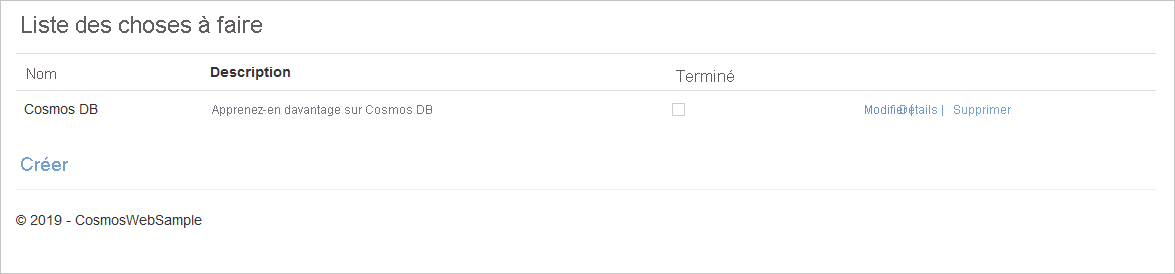 Liste des choses à faire
Nom Description Terminé
Cosmos DB Apprenez-en davantage sur Cosmos DB Modifier | Détails | Supprimer
Créer
© 2019 - CosmosWebSample